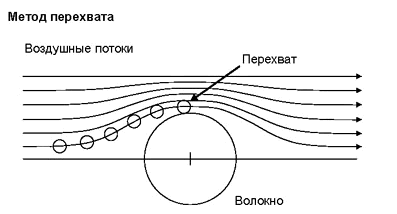 Метод перехвата
Воздушные потоки
Перехват
Волокно